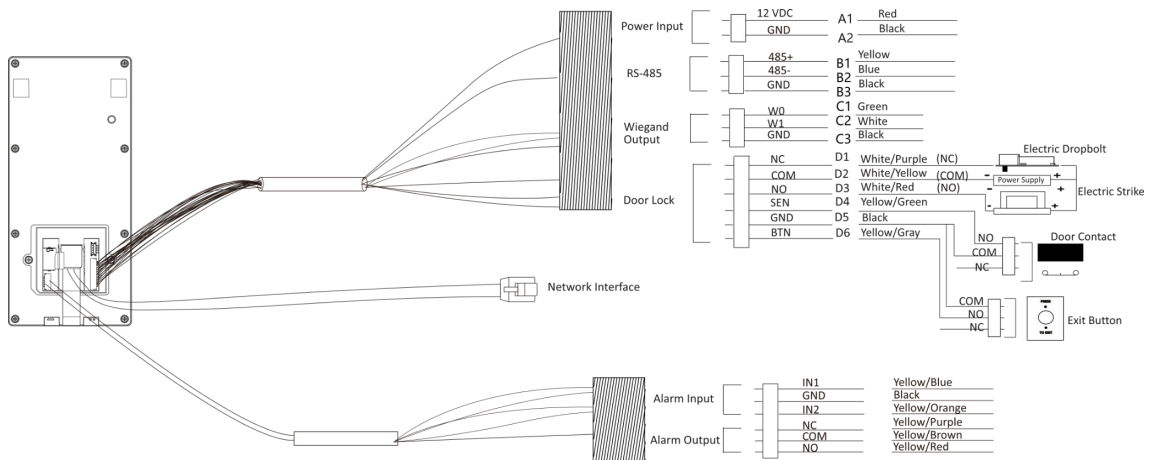 Power Input
12 VDC A1 Red
GND A2 Black
RS-485
485+ B1 Yellow
485- B2 Blue
GND B3 Black
Wiegand Output
W0 C1 Green
W1 C2 White
GND C3 Black
Door Lock
NC D1 White/Purple (NC)
COM D2 White/Yellow (COM)
NO D3 White/Red (NO)
SEN D4 Yellow/Green
GND D5 Black
BTN D6 Yellow/Gray
Electric Dropbolt
- +
Power Supply
- +
Electric Strike
- +
Door Contact
NO
COM
NC
COM
NO
NC
PRESS
TO EXIT
Exit Button
Network Interface
Alarm Input
IN1 Yellow/Blue
GND Black
IN2 Yellow/Orange
Alarm Output
NC Yellow/Purple
COM Yellow/Brown
NO Yellow/Red